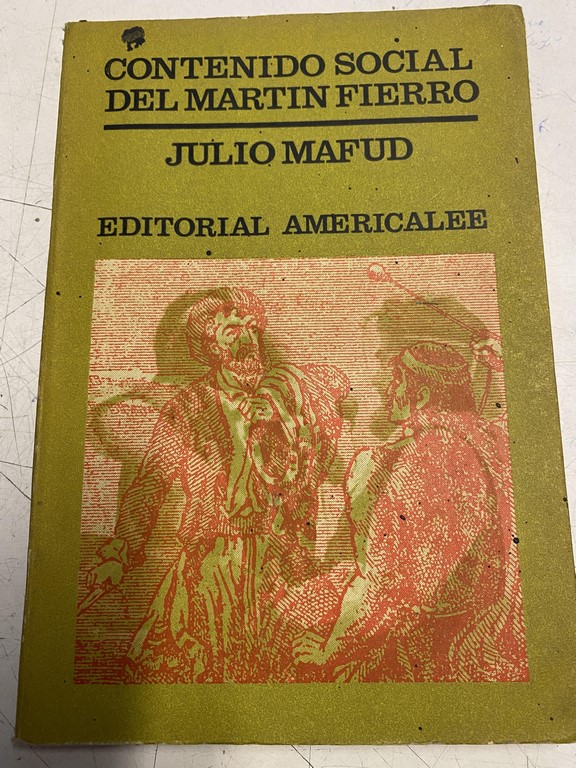 CONTENIDO SOCIAL
DEL MARTIN FIERRO
JULIO MAFUD
EDITORIAL AMERICALEE